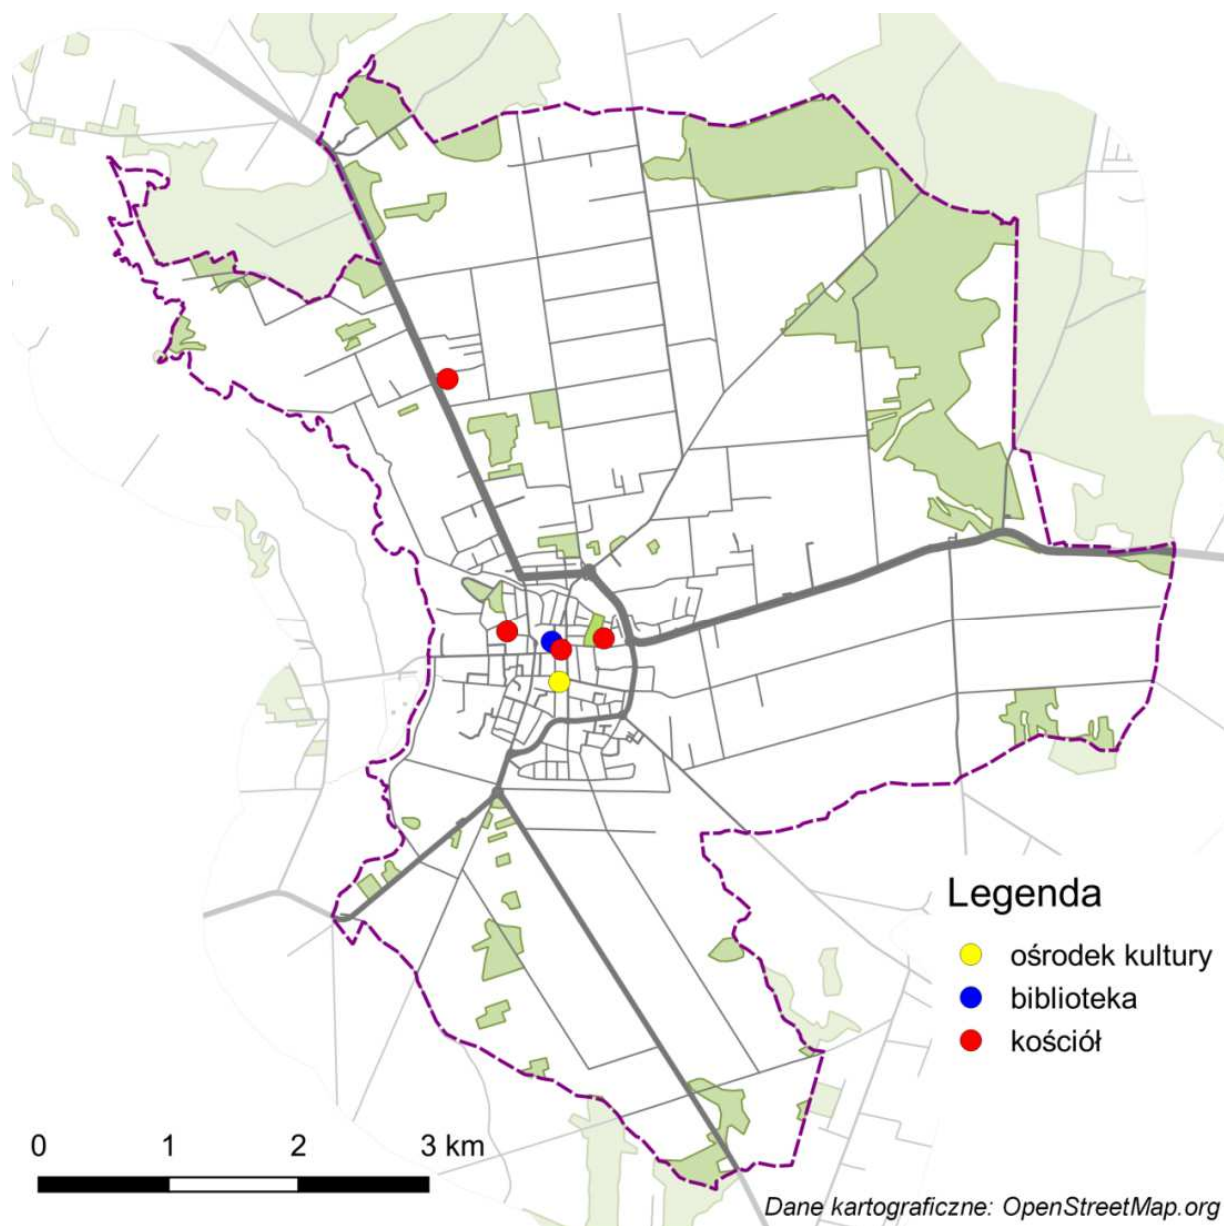 Legenda
ośrodek kultury
biblioteka
kościół
0 1 2 3 km
Dane kartograficzne: OpenStreetMap.org